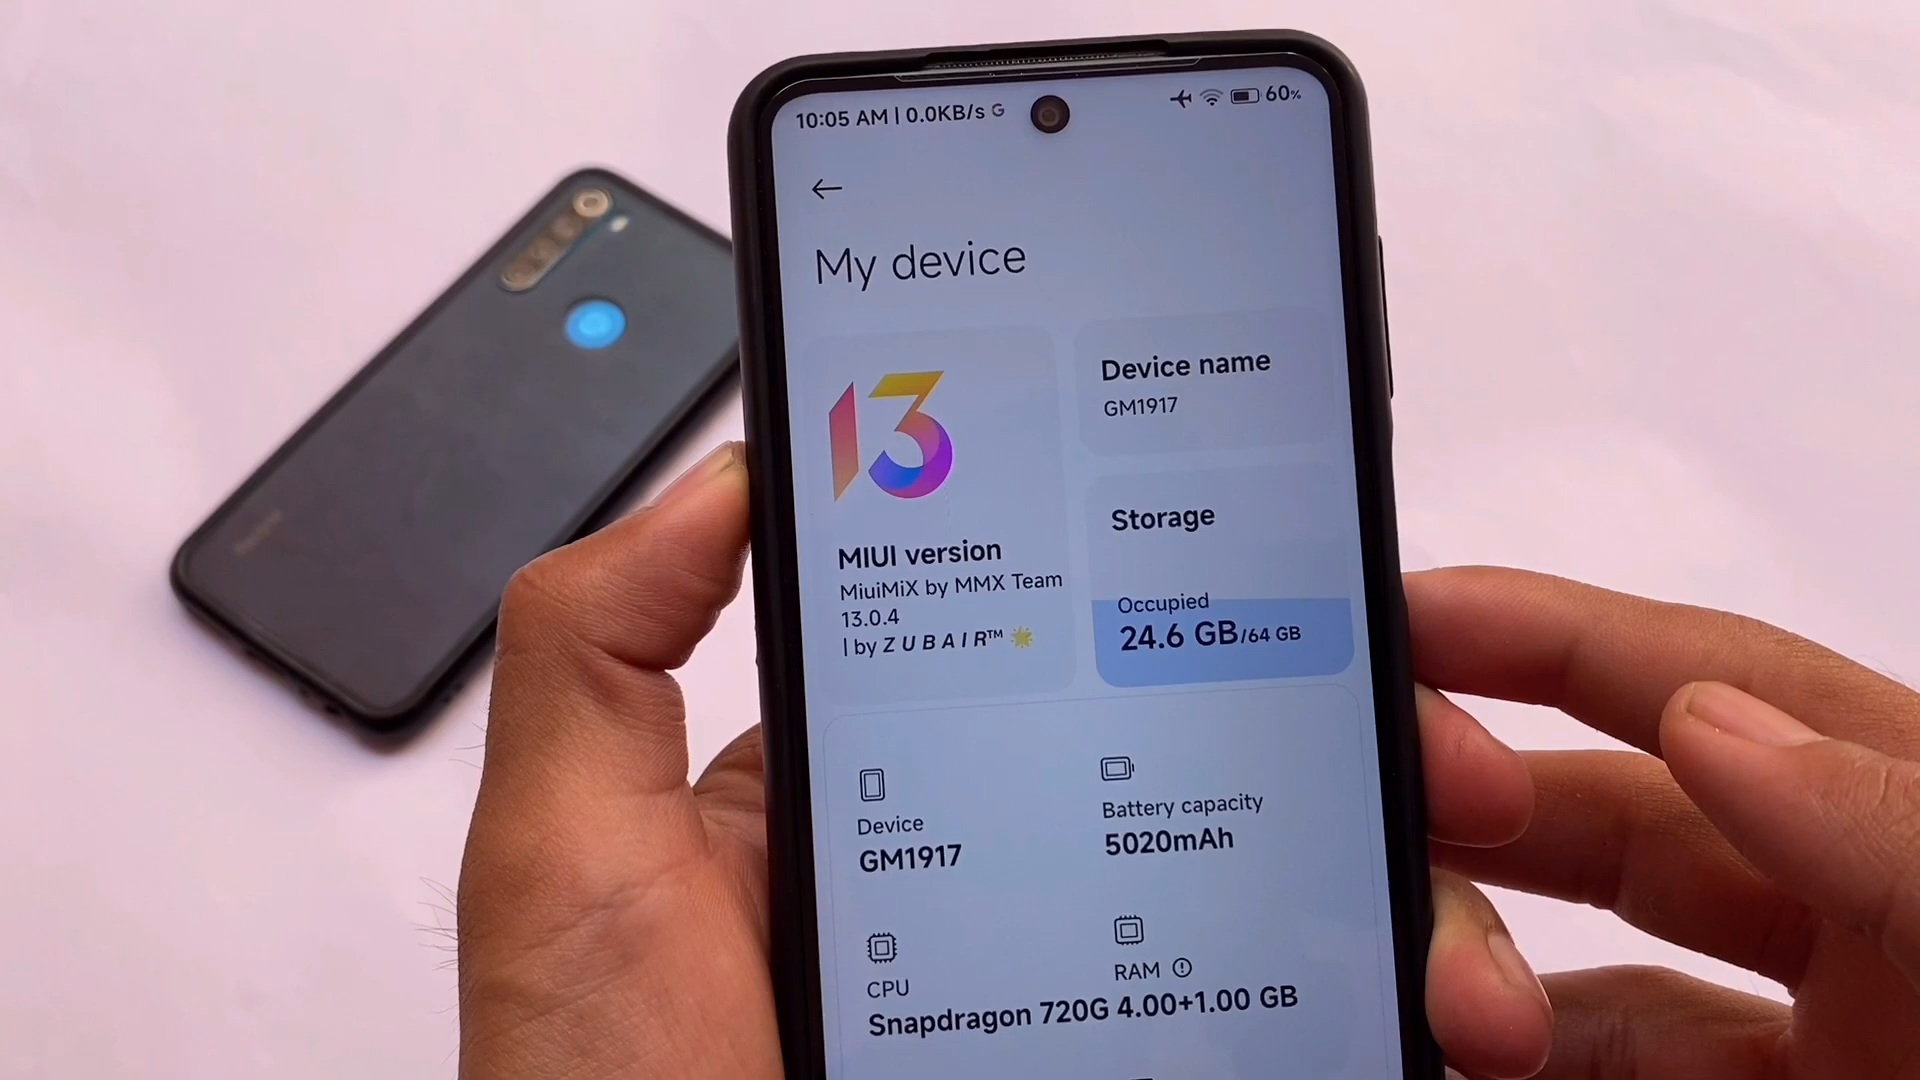 10:05 AM | 0.0KB/s G
60%
My device
13
MIUI version
MiuiMiX by MMX Team
13.0.4
| by Z U B A I R™ 🌟
Device name
GM1917
Storage
Occupied
24.6 GB/64 GB
Device
GM1917
Battery capacity
5020mAh
CPU
Snapdragon 720G
RAM
4.00+1.00 GB